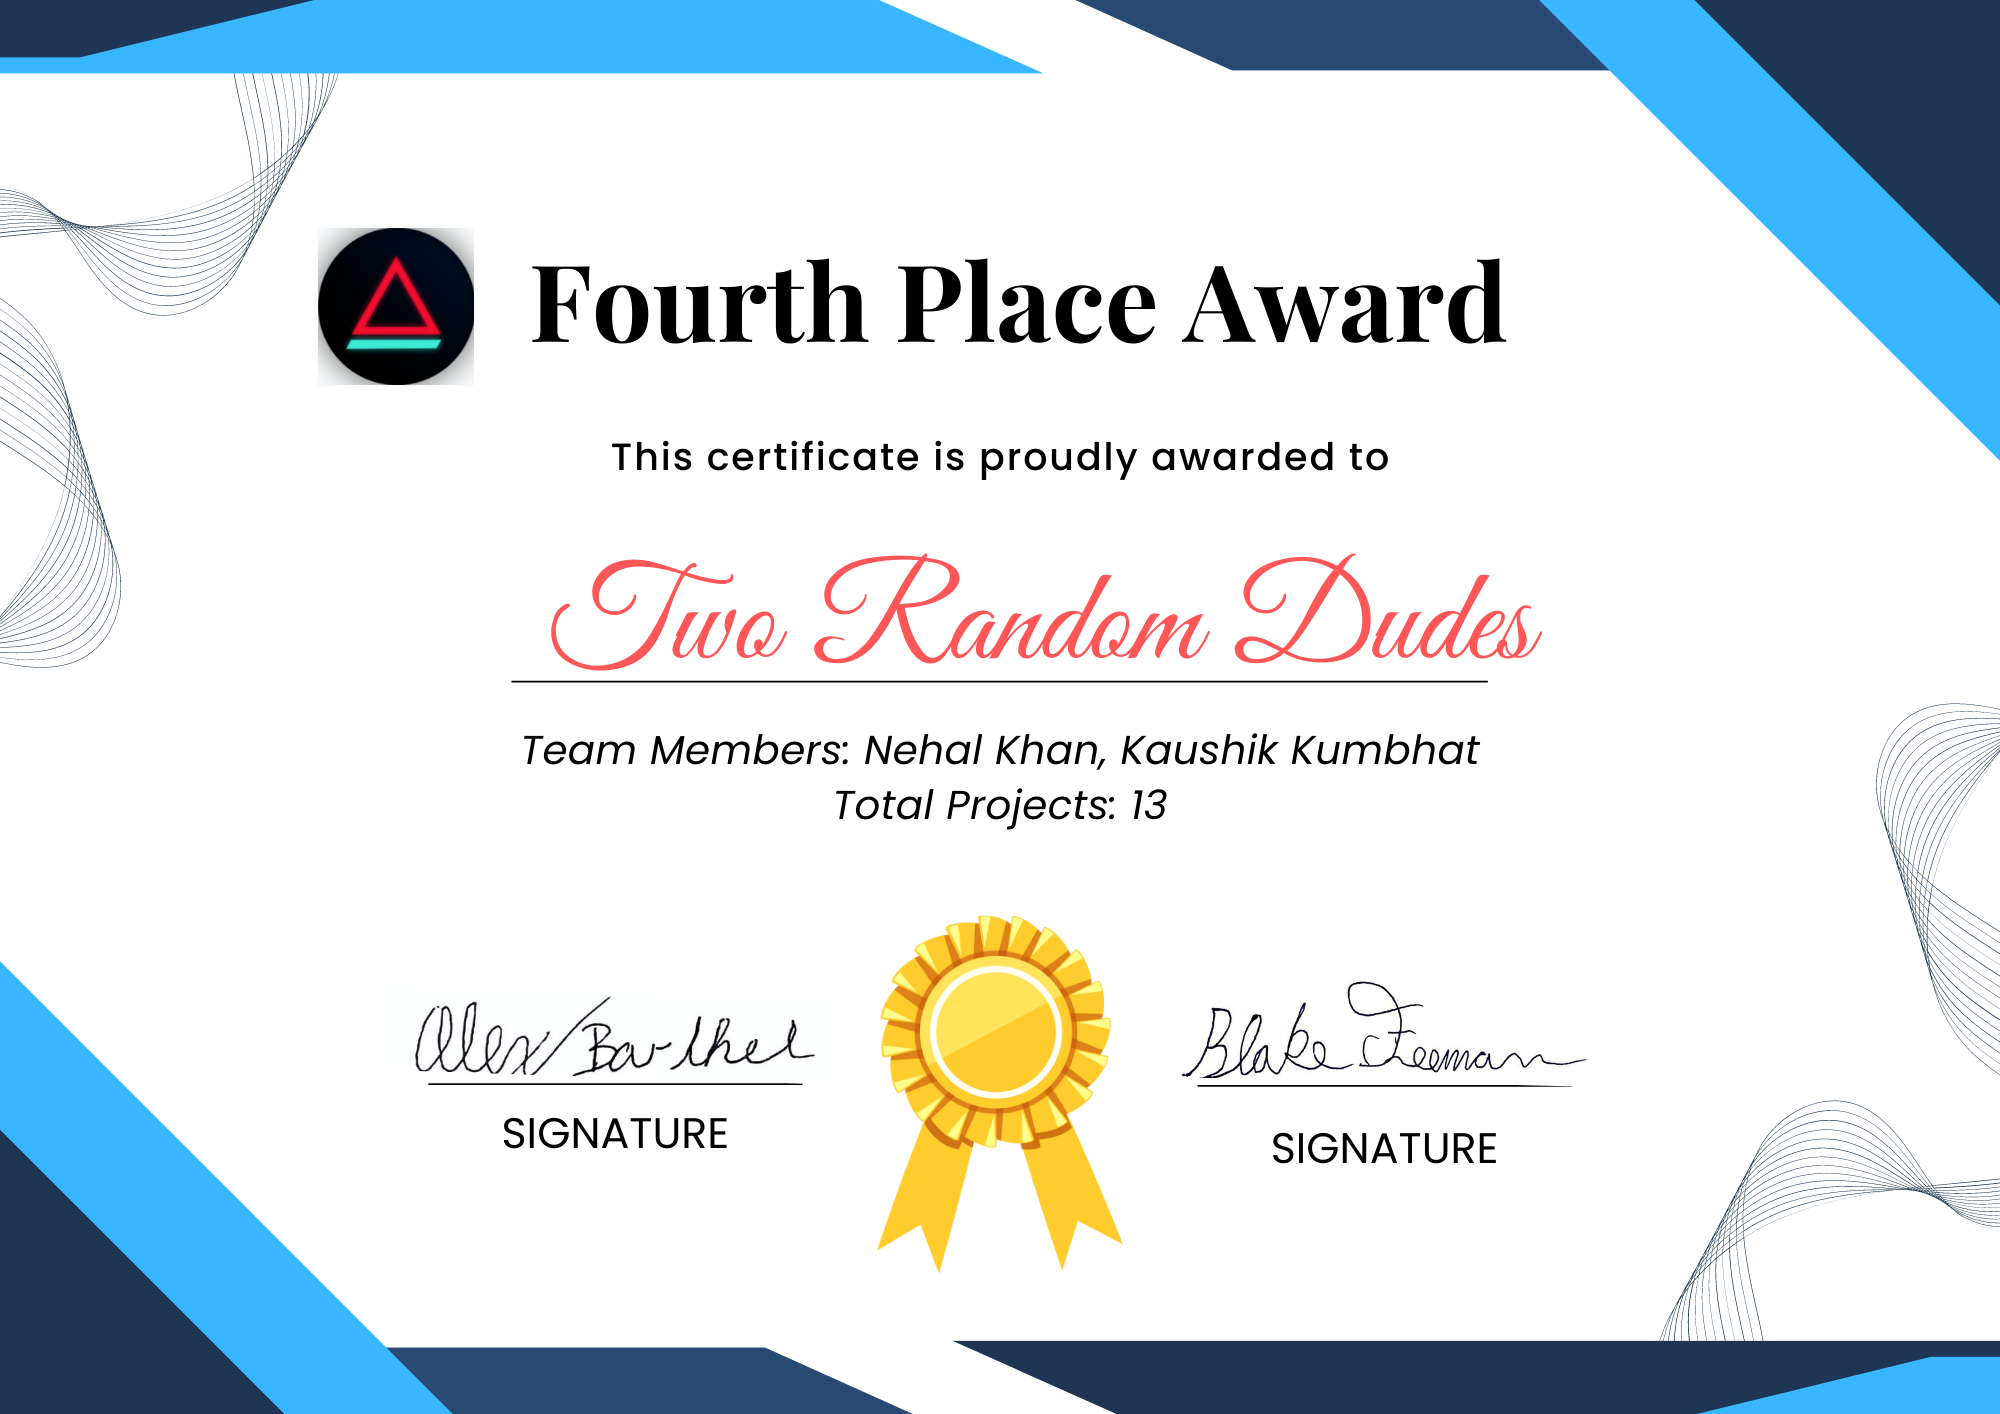 Fourth Place Award
This certificate is proudly awarded to
Two Random Dudes
Team Members: Nehal Khan, Kaushik Kumbhat
Total Projects: 13
Alex Barthel
Blake Feeman
SIGNATURE
SIGNATURE